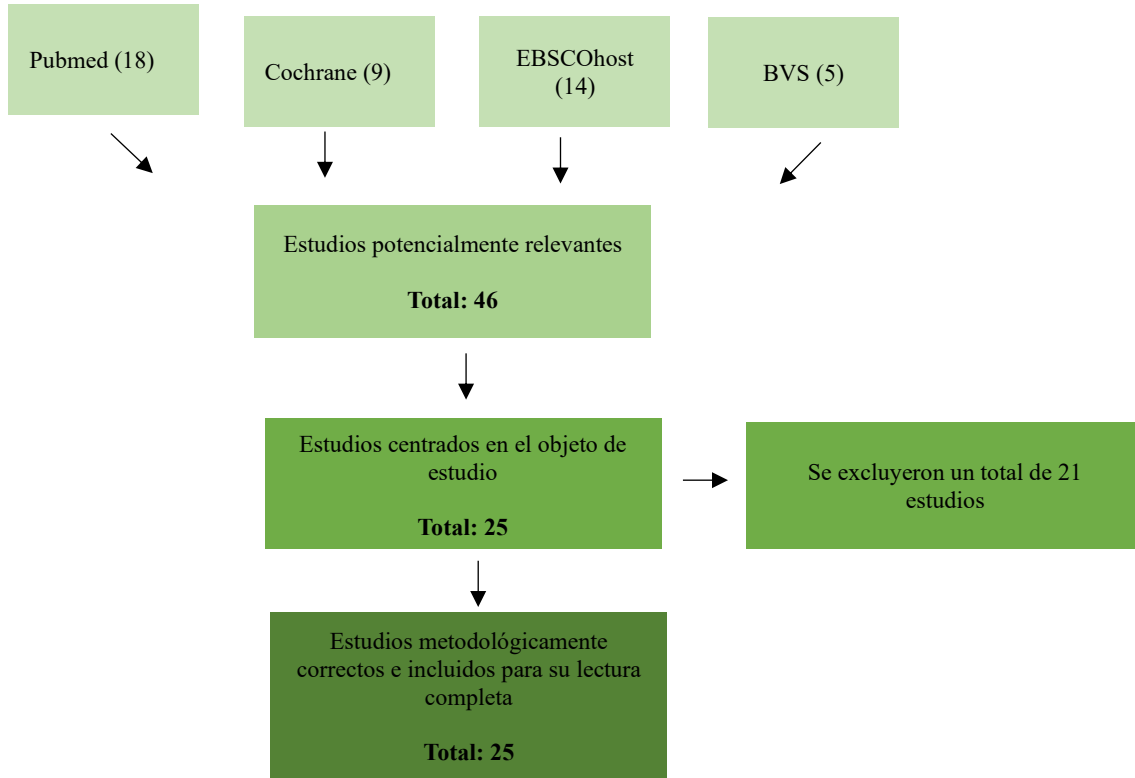 Pubmed (18)
Cochrane (9)
EBSCOhost
(14)
BVS (5)
Estudios potencialmente relevantes
Total: 46
Estudios centrados en el objeto de
estudio
Total: 25
Se excluyeron un total de 21
estudios
Estudios metodológicamente
correctos e incluidos para su lectura
completa
Total: 25